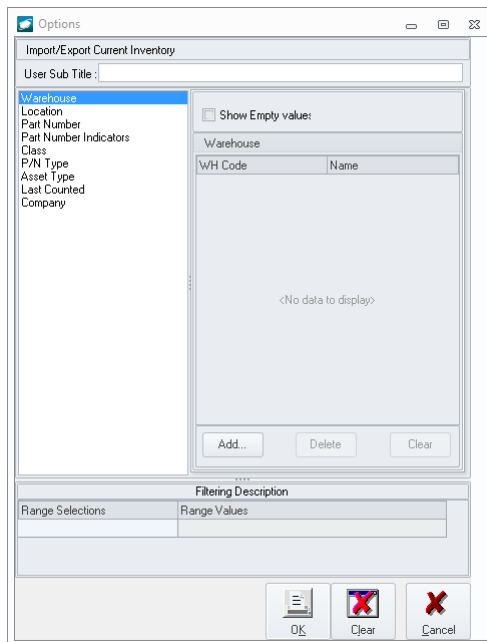 Options
Import/Export Current Inventory
User Sub Title :
Warehouse
Location
Part Number
Part Number Indicators
Class
P/N Type
Asset Type
Last Counted
Company
Show Empty values
Warehouse
WH Code Name
<No data to display>
Add... Delete Clear
Filtering Description
Range Selections Range Values
OK Clear Cancel